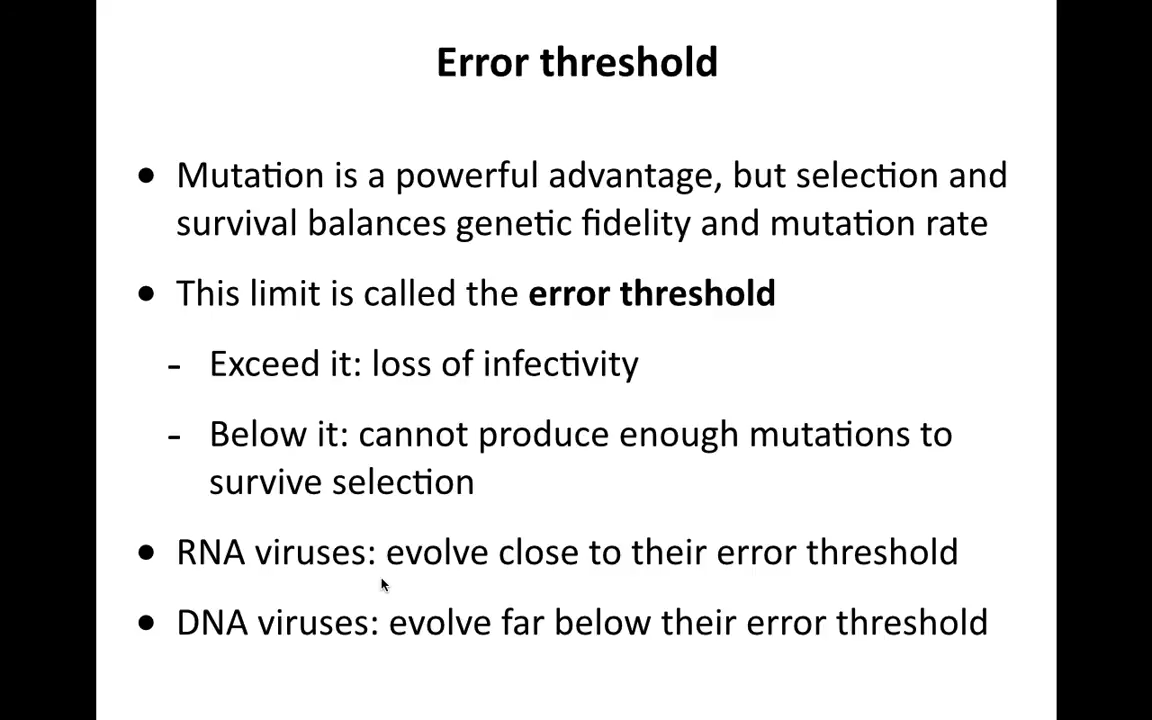 Error threshold
• Mutation is a powerful advantage, but selection and
survival balances genetic fidelity and mutation rate
• This limit is called the error threshold
- Exceed it: loss of infectivity
- Below it: cannot produce enough mutations to
survive selection
• RNA viruses: evolve close to their error threshold
• DNA viruses: evolve far below their error threshold